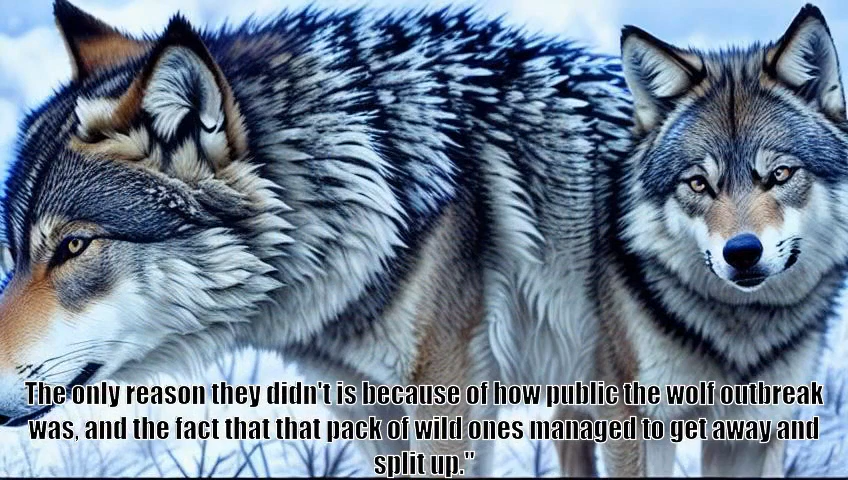 The only reason they didn't is because of how public the wolf outbreak
was, and the fact that that pack of wild ones managed to get away and
split up."